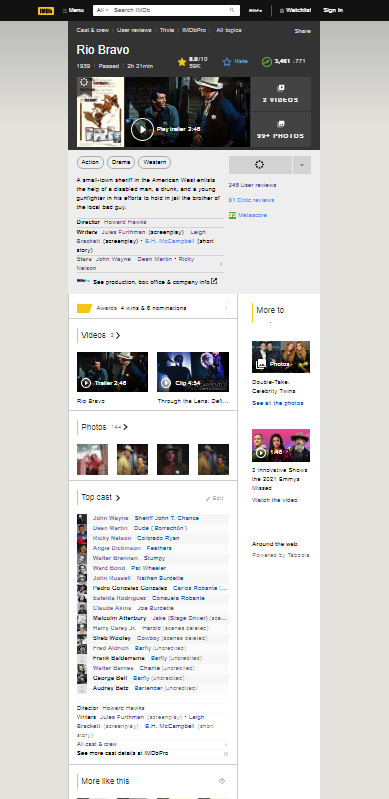 IMDb Menu All Search IMDb IMDbPro Watchlist Sign In
Cast & crew User reviews Trivia IMDbPro All topics Share
Rio Bravo
1959 Passed 2h 21min
8.0/10
59K
Rate
3,461 771
Play trailer 2:46
2 VIDEOS
99+ PHOTOS
Action Drama Western
A small-town sheriff in the American West enlists
the help of a disabled man, a drunk, and a young
gunfighter in his efforts to hold in jail the brother of
the local bad guy.
248 User reviews
81 Critic reviews
Metascore
Director Howard Hawks
Writers Jules Furthman (screenplay) Leigh
Brackett (screenplay) · B.H. McCampbell (short
story)
Stars John Wayne Dean Martin · Ricky
Nelson
See production, box office & company info
Awards 4 wins & 6 nominations
More to
Videos 2
Trailer 2:46
Clip 4:54
Rio Bravo
Through the Lens: Defi...
Photos
Double-Take:
Celebrity Twins
See all the photos
Photos 144
1:48
3 Innovative Shows
the 2021 Emmys
Missed
Watch the video
Top cast Edit
John Wayne Sheriff John T. Chance
Dean Martin Dude ('Borrachón')
Ricky Nelson Colorado Ryan
Angie Dickinson Feathers
Walter Brennan Stumpy
Ward Bond Pat Wheeler
John Russell Nathan Burdette
Pedro Gonzalez Gonzalez Carlos Robante (...
Estelita Rodriguez Consuela Robante
Claude Akins Joe Burdette
Malcolm Atterbury Jake (Stage Driver) (sce...
Harry Carey Jr. Harold (scenes deleted)
Sheb Wooley Cowboy (scenes deleted)
Fred Aldrich Barfly (uncredited)
Frank Balderrama Barfly (uncredited)
Walter Barnes Charlie (uncredited)
George Bell Barfly (uncredited)
Audrey Betz Bartender (uncredited)
Around the web
Powered by Taboola
Director Howard Hawks
Writers Jules Furthman (screenplay) · Leigh
Brackett (screenplay) · B.H. McCampbell (short
story)
All cast & crew
See more cast details at IMDbPro
More like this